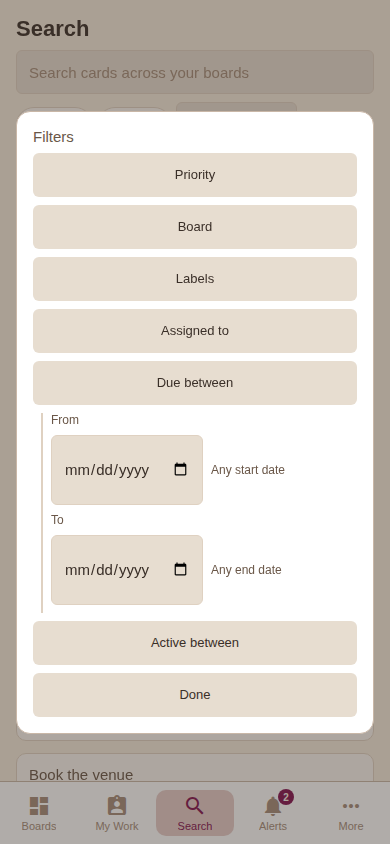 Search
Search cards across your boards
Filters
Priority
Board
Labels
Assigned to
Due between
From
mm/dd/yyyy
Any start date
To
mm/dd/yyyy
Any end date
Active between
Done
Book the venue
2
Boards
My Work
Search
Alerts
More